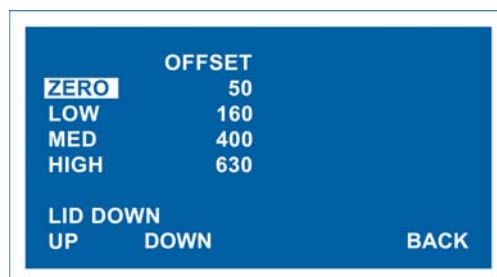 OFFSET
ZERO 50
LOW 160
MED 400
HIGH 630
LID DOWN
UP DOWN BACK